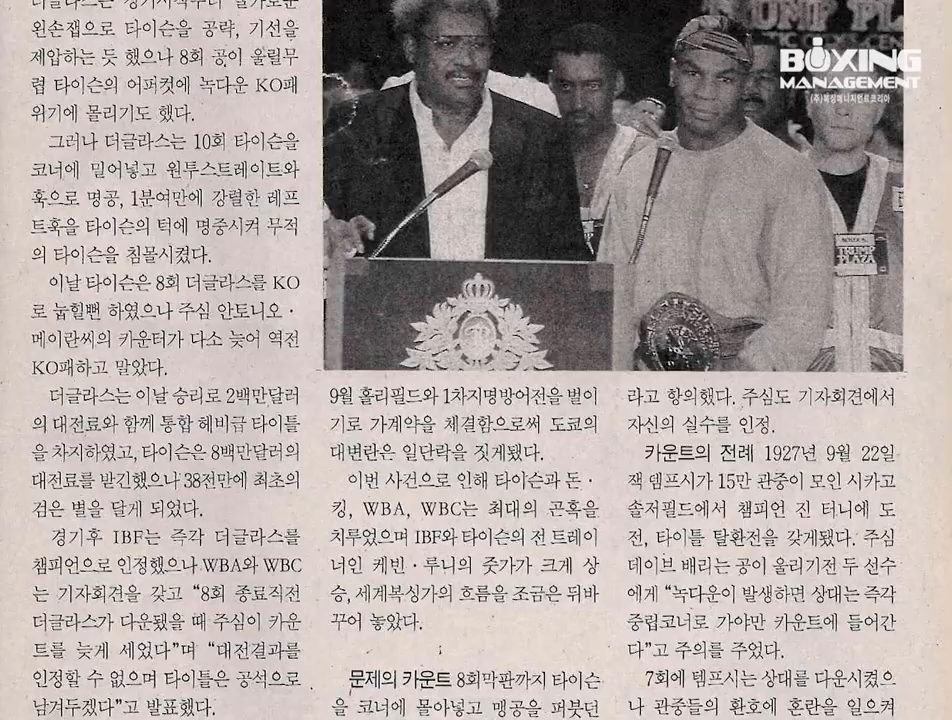 더글라스는 경기시작부터 날카로운
왼손잽으로 타이슨을 공략, 기선을
제압하는 듯 했으나 8회 공이 울릴무
렵 타이슨의 어퍼컷에 녹다운 KO패
위기에 몰리기도 했다.
그러나 더글라스는 10회 타이슨을
코너에 밀어넣고 원투스트레이트와
훅으로 맹공, 1분여만에 강렬한 레프
트훅을 타이슨의 턱에 명중시켜 무적
의 타이슨을 침몰시켰다.
이날 타이슨은 8회 더글라스를 KO
로 눕힐뻔 하였으나 주심 안토니오·
메이란씨의 카운터가 다소 늦어 역전
KO패하고 말았다.
더글라스는 이날 승리로 2백만달러
의 대전료와 함께 통합 헤비급 타이틀
을 차지하였고, 타이슨은 8백만달러의
대전료를 받긴했으나 38전만에 최초의
검은 별을 달게 되었다.
경기후 IBF는 즉각 더글라스를
챔피언으로 인정했으나 WBA와 WBC
는 기자회견을 갖고 “8회 종료직전
더글라스가 다운됐을 때 주심이 카운
트를 늦게 세었다”며 “대전결과를
인정할 수 없으며 타이틀은 공석으로
남겨두겠다”고 발표했다.
TRUMP PL
BOXING
MANAGEMENT
(주)복싱매니지먼트코리아
TRUMP
PLAZA
9월 홀리필드와 1차지명방어전을 벌이
기로 가계약을 체결함으로써 도쿄의
대변란은 일단락을 짓게됐다.
이번 사건으로 인해 타이슨과 돈·
킹, WBA, WBC는 최대의 곤혹을
치루었으며 IBF와 타이슨의 전 트레이
너인 케빈·루니의 줏가가 크게 상
승, 세계복싱가의 흐름을 조금은 뒤바
꾸어 놓았다.
문제의 카운트 8회막판까지 타이슨
을 코너에 몰아넣고 맹공을 퍼붓던
라고 항의했다. 주심도 기자회견에서
자신의 실수를 인정.
카운트의 전례 1927년 9월 22일
잭 템프시가 15만 관중이 모인 시카고
솔저필드에서 챔피언 진 터니에 도
전, 타이틀 탈환전을 갖게됐다. 주심
데이브 배리는 공이 울리기전 두 선수
에게 “녹다운이 발생하면 상대는 즉각
중립코너로 가야만 카운트에 들어간
다”고 주의를 주었다.
7회에 템프시는 상대를 다운시켰으
나 관중들의 환호에 혼란을 일으켜